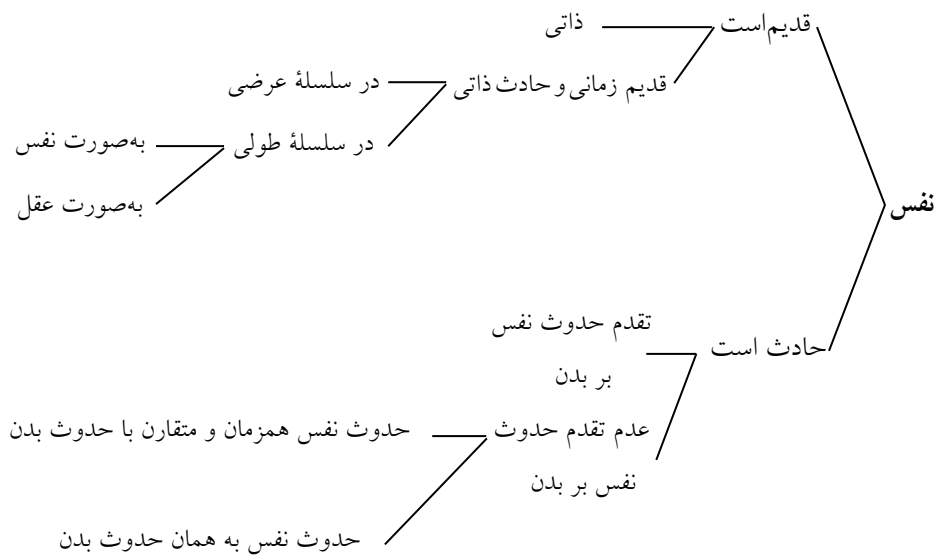 نفس
قدیم‌است
ذاتی
قدیم زمانی و حادث ذاتی
در سلسلهٔ عرضی
در سلسلهٔ طولی
به‌صورت نفس
به‌صورت عقل
حادث است
تقدم حدوث نفس
بر بدن
عدم تقدم حدوث
نفس بر بدن
حدوث نفس همزمان و متقارن با حدوث بدن
حدوث نفس به همان حدوث بدن